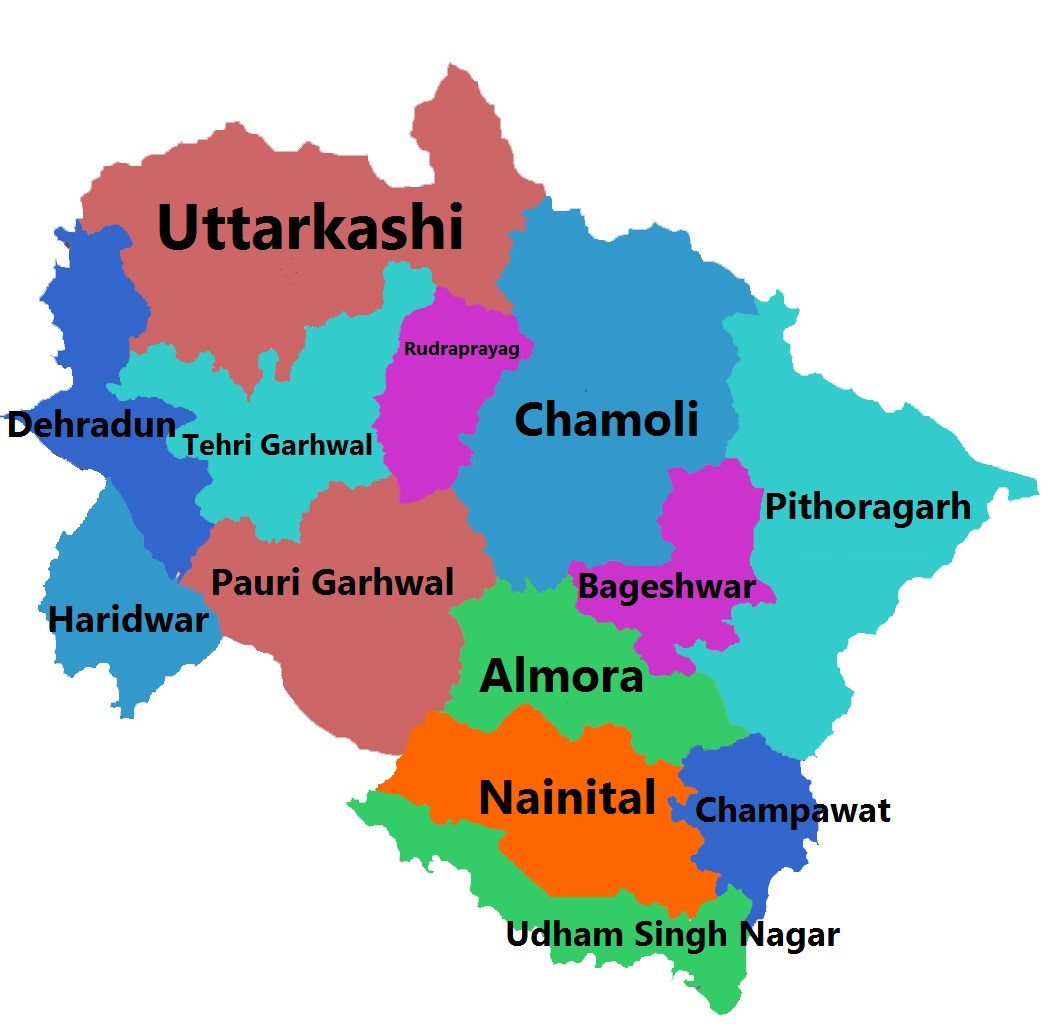 Uttarkashi
Rudraprayag
Chamoli
Dehradun
Tehri Garhwal
Pithoragarh
Pauri Garhwal
Bageshwar
Haridwar
Almora
Nainital
Champawat
Udham Singh Nagar